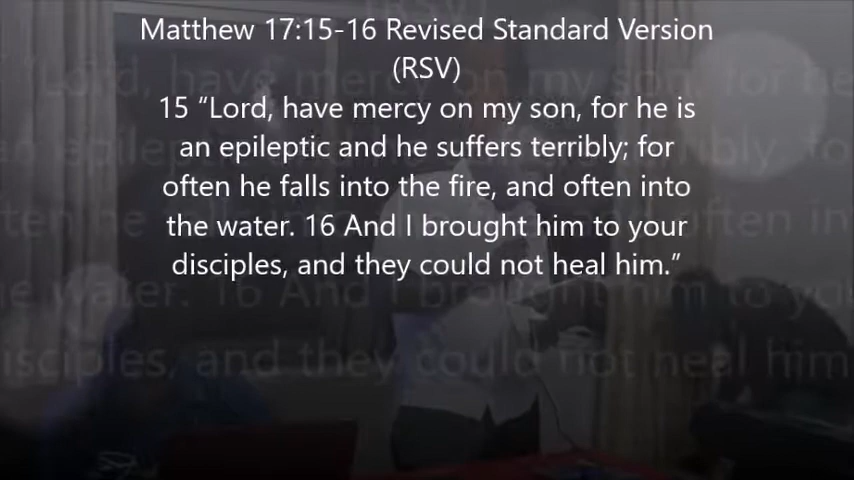 Matthew 17:15-16 Revised Standard Version
(RSV)
15 “Lord, have mercy on my son, for he is
an epileptic and he suffers terribly; for
often he falls into the fire, and often into
the water. 16 And I brought him to your
disciples, and they could not heal him.”